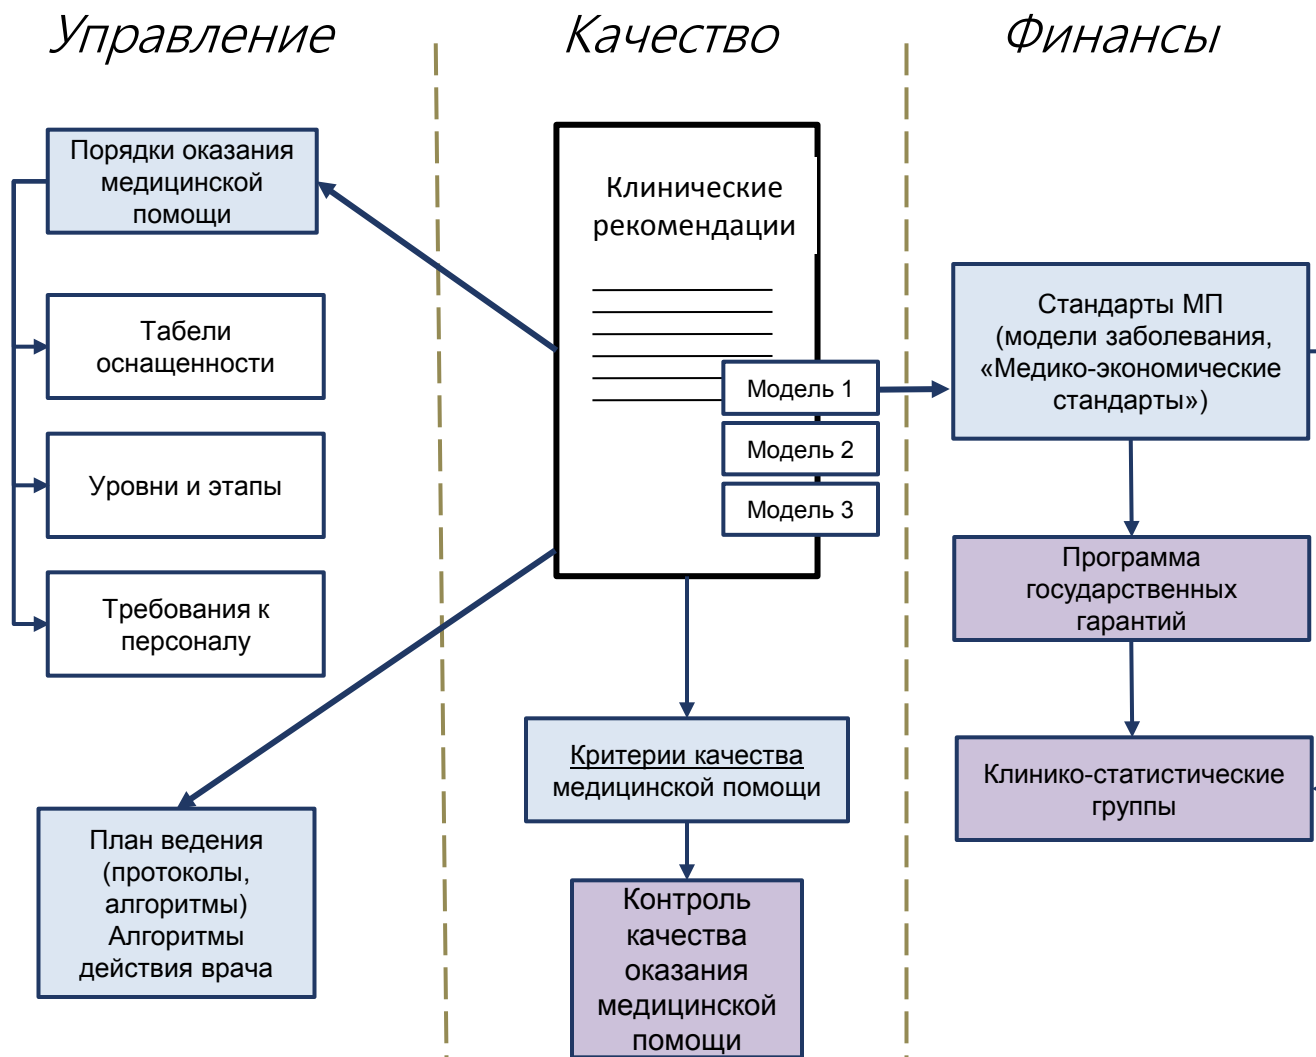 Управление
Качество
Финансы
Порядки оказания
медицинской
помощи
Табели
оснащенности
Уровни и этапы
Требования к
персоналу
План ведения
(протоколы,
алгоритмы)
Алгоритмы
действия врача
Клинические
рекомендации
Модель 1
Модель 2
Модель 3
Критерии качества
медицинской помощи
Контроль
качества
оказания
медицинской
помощи
Стандарты МП
(модели заболевания,
«Медико-экономические
стандарты»)
Программа
государственных
гарантий
Клинико-статистические
группы